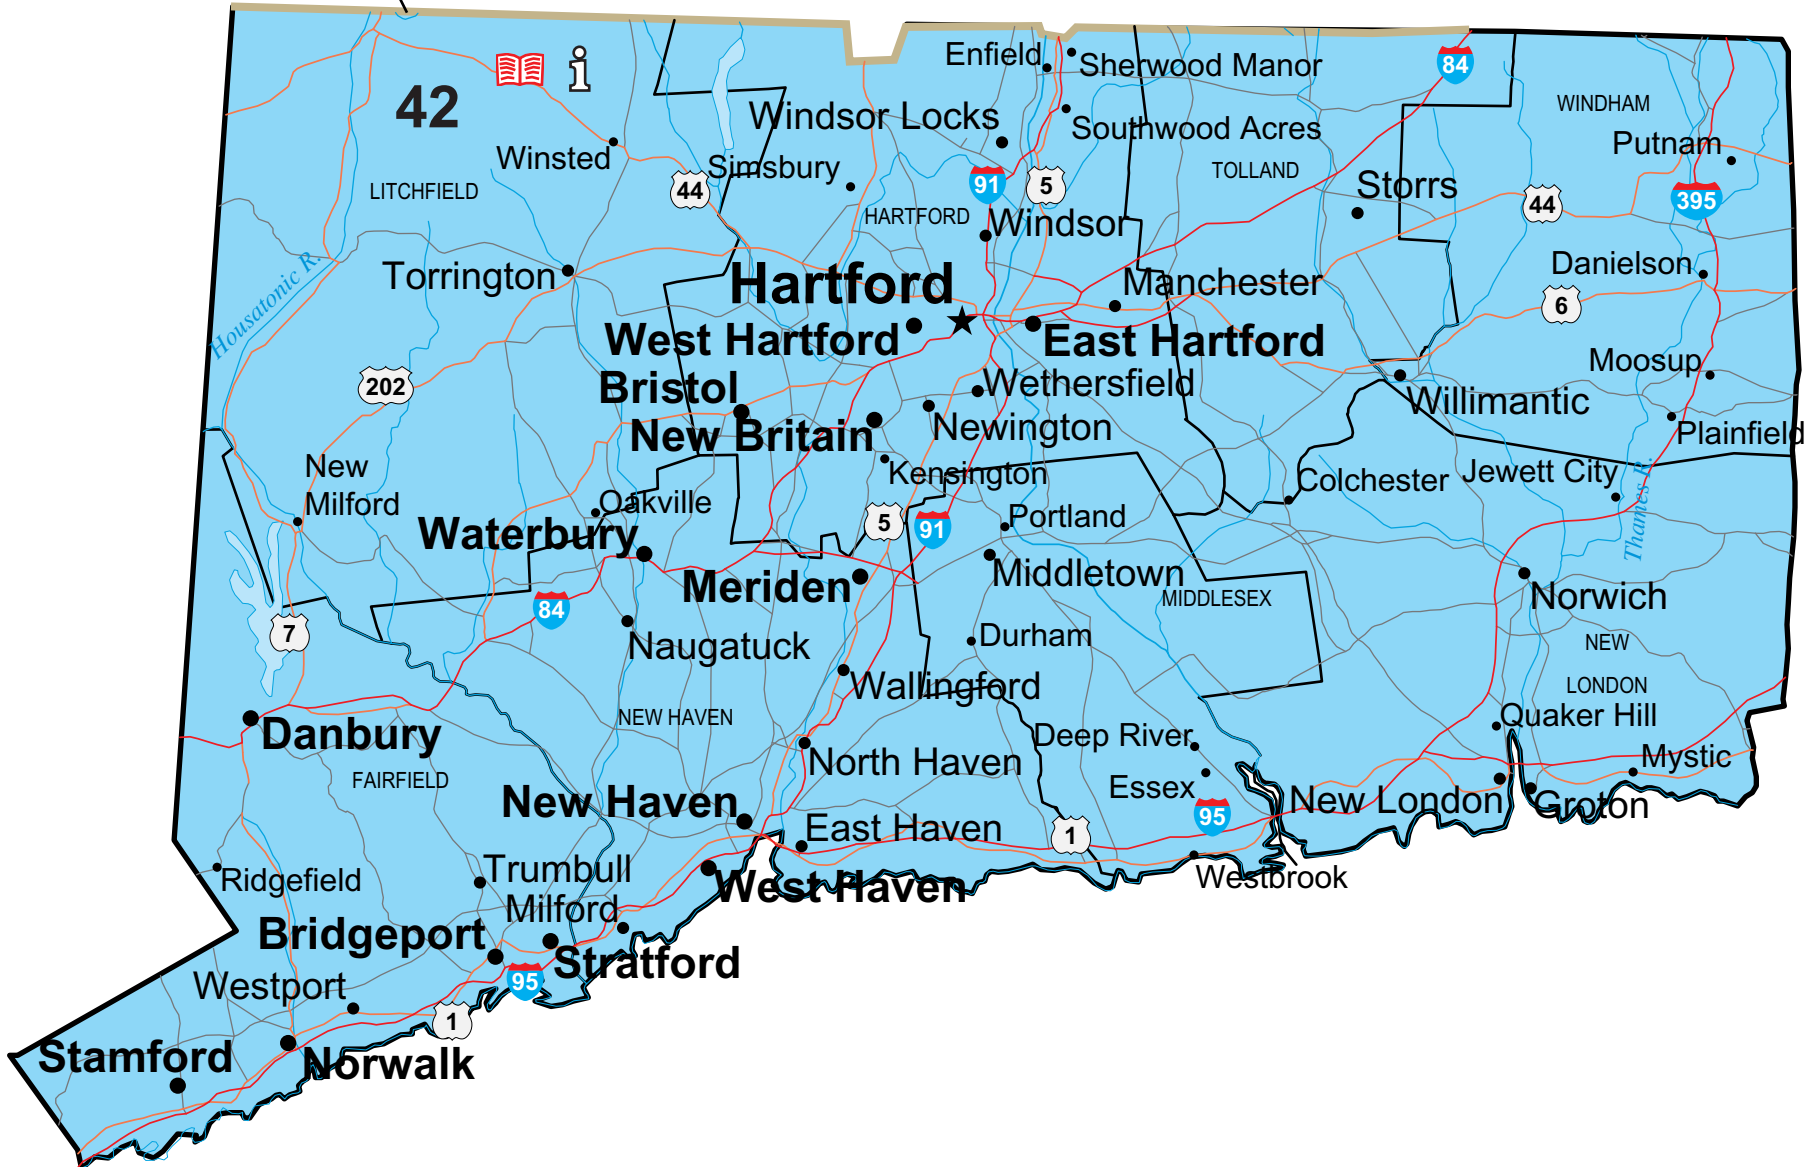 Enfield
Sherwood Manor
84
42
i
Windsor Locks
Southwood Acres
WINDHAM
Putnam
Winsted
Simsbury
TOLLAND
LITCHFIELD
44
91
5
Storrs
44
395
HARTFORD
Windsor
Housatonic R.
Torrington
Hartford
Manchester
Danielson
6
West Hartford
East Hartford
202
Bristol
Wethersfield
Moosup
Willimantic
New Britain
Newington
Plainfield
New
Milford
Kensington
Colchester
Jewett City
Oakville
Thames R.
Waterbury
5
91
Portland
Meriden
Middletown
84
MIDDLESEX
Norwich
7
Naugatuck
Durham
NEW
LONDON
Wallingford
NEW HAVEN
Quaker Hill
Danbury
Deep River
FAIRFIELD
North Haven
Mystic
Essex
New Haven
New London
Groton
East Haven
95
1
Ridgefield
Trumbull
Westbrook
West Haven
Milford
Bridgeport
Stratford
95
Westport
1
Stamford
Norwalk